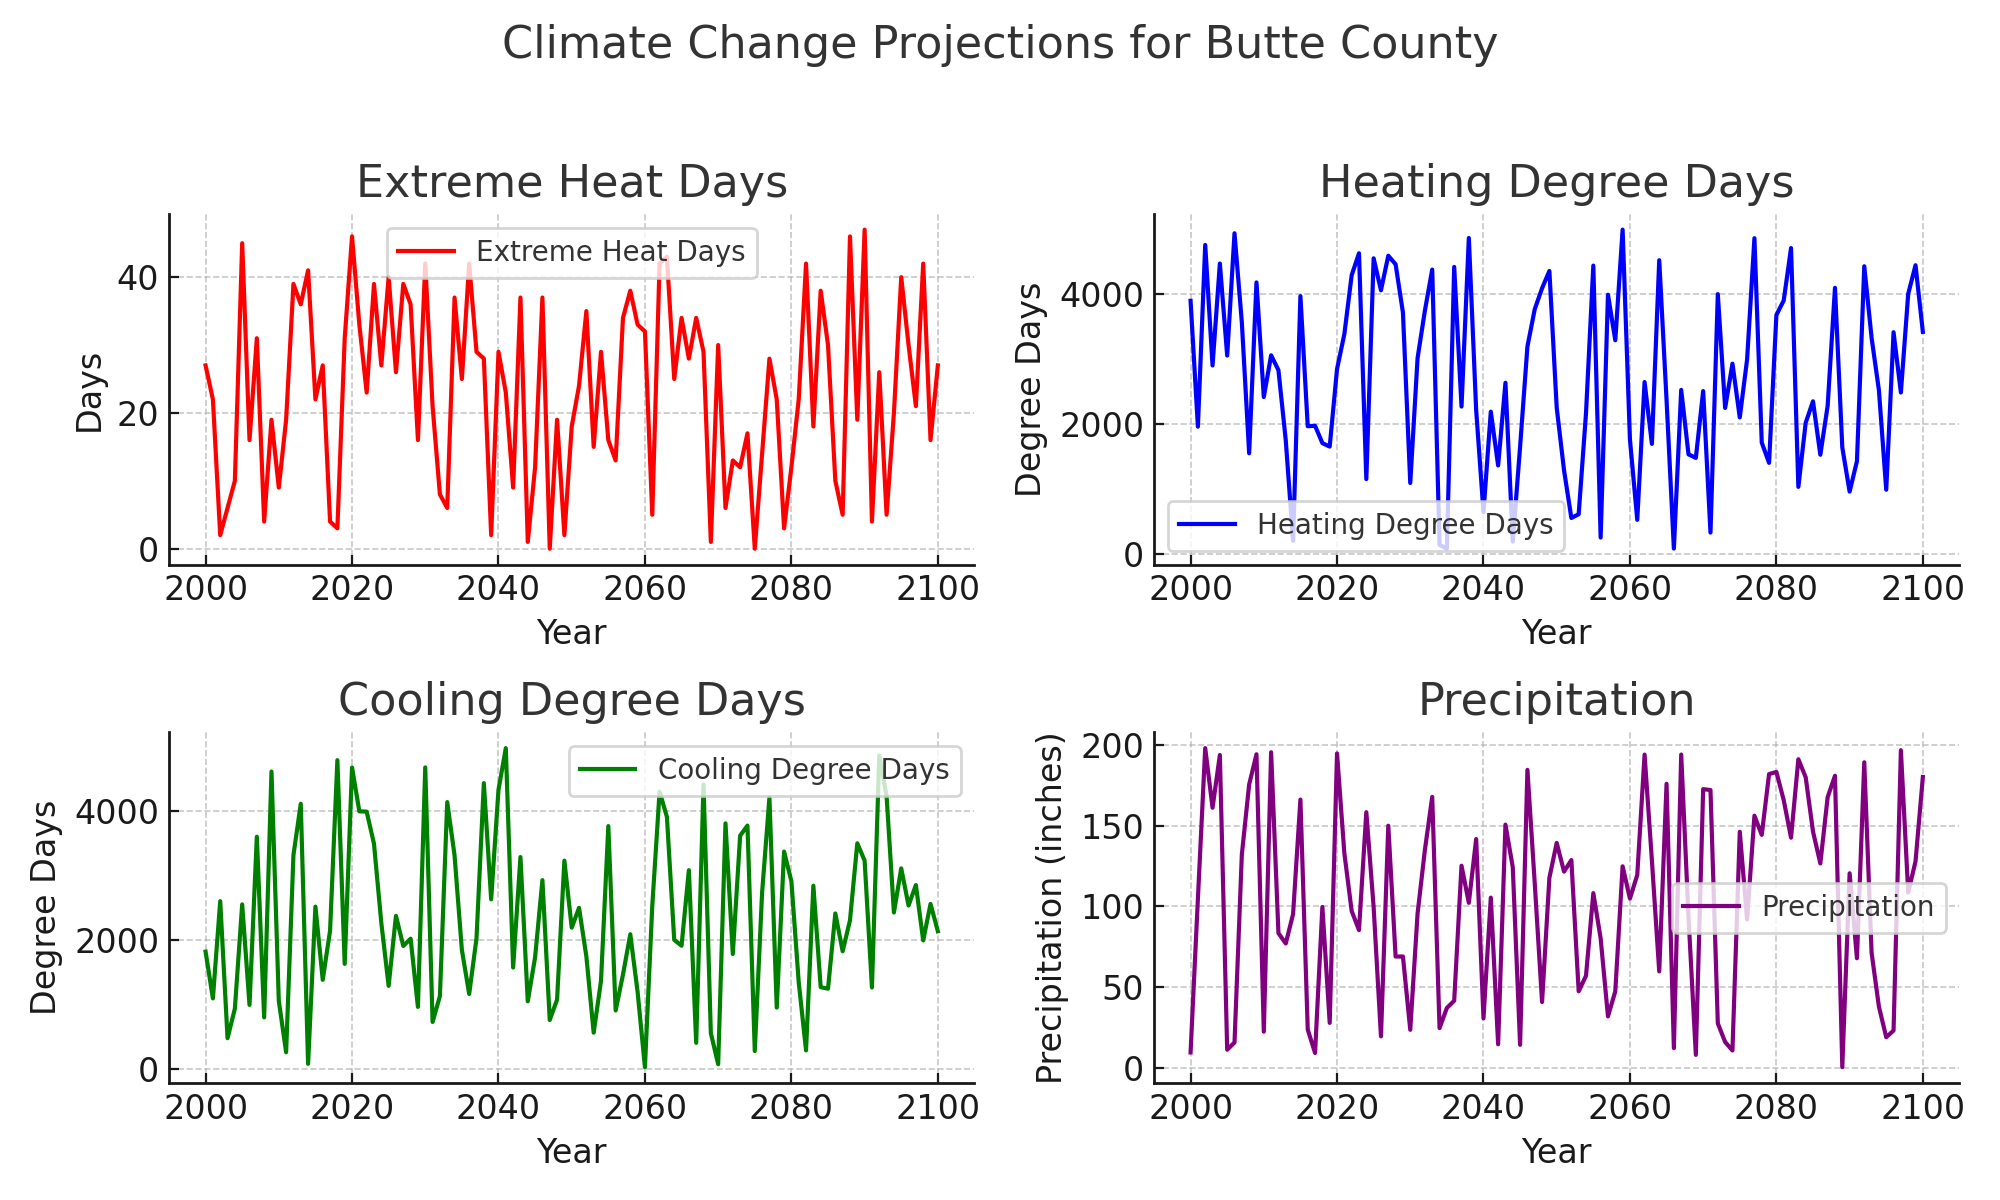 Climate Change Projections for Butte County
Extreme Heat Days
Extreme Heat Days
Days
40
20
0
2000 2020 2040 2060 2080 2100
Year
Heating Degree Days
Heating Degree Days
Degree Days
4000
2000
0
2000 2020 2040 2060 2080 2100
Year
Cooling Degree Days
Cooling Degree Days
Degree Days
4000
2000
0
2000 2020 2040 2060 2080 2100
Year
Precipitation
Precipitation
Precipitation (inches)
200
150
100
50
0
2000 2020 2040 2060 2080 2100
Year